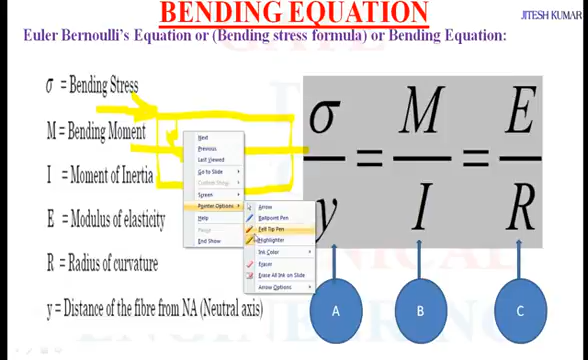 BENDING EQUATION
JITESH KUMAR
Euler Bernoulli's Equation or (Bending stress formula) or Bending Equation:
σ = Bending Stress
M = Bending Moment
I = Moment of Inertia
E = Modulus of elasticity
R = Radius of curvature
y = Distance of the fibre from NA (Neutral axis)
Next
Previous
Last Viewed
Go to Slide
Custom Show
Screen
Pointer Options
Help
Pause
End Show
Arrow
Ballpoint Pen
Felt Tip Pen
Highlighter
Ink Color
Eraser
Erase All Ink on Slide
Arrow Options
σ/y = M/I = E/R
A
B
C
ENGINEERING